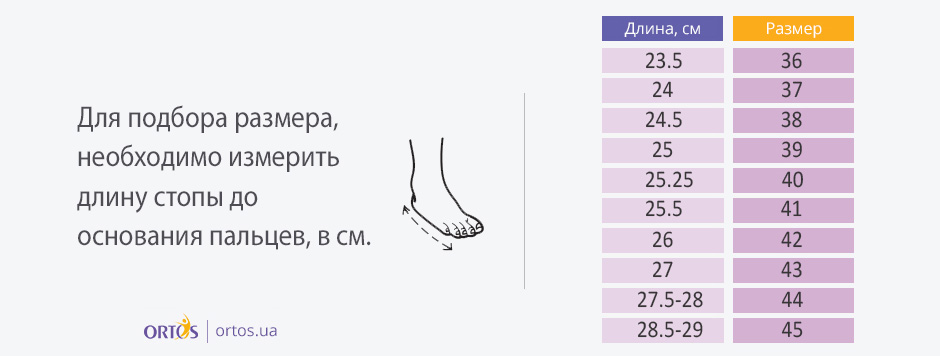 Для подбора размера,
необходимо измерить
длину стопы до
основания пальцев, в см.
ORTOS | ortos.ua
Длина, см Размер
23.5 36
24 37
24.5 38
25 39
25.25 40
25.5 41
26 42
27 43
27.5-28 44
28.5-29 45